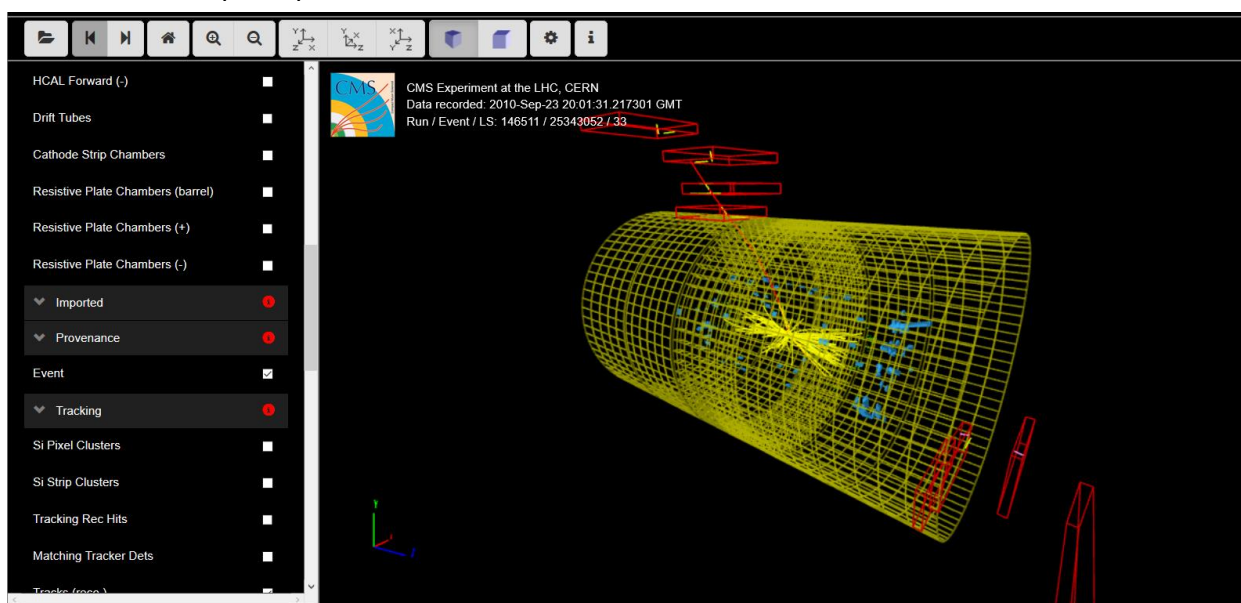 Y
Z X
Y X
Z
X
Y Z
i
HCAL Forward (-)
Drift Tubes
Cathode Strip Chambers
Resistive Plate Chambers (barrel)
Resistive Plate Chambers (+)
Resistive Plate Chambers (-)
Imported
Provenance
Event
Tracking
Si Pixel Clusters
Si Strip Clusters
Tracking Rec Hits
Matching Tracker Dets
Tracks (reco.)
CMS
CMS Experiment at the LHC, CERN
Data recorded: 2010-Sep-23 20:01:31.217301 GMT
Run / Event / LS: 146511 / 25343052 / 33